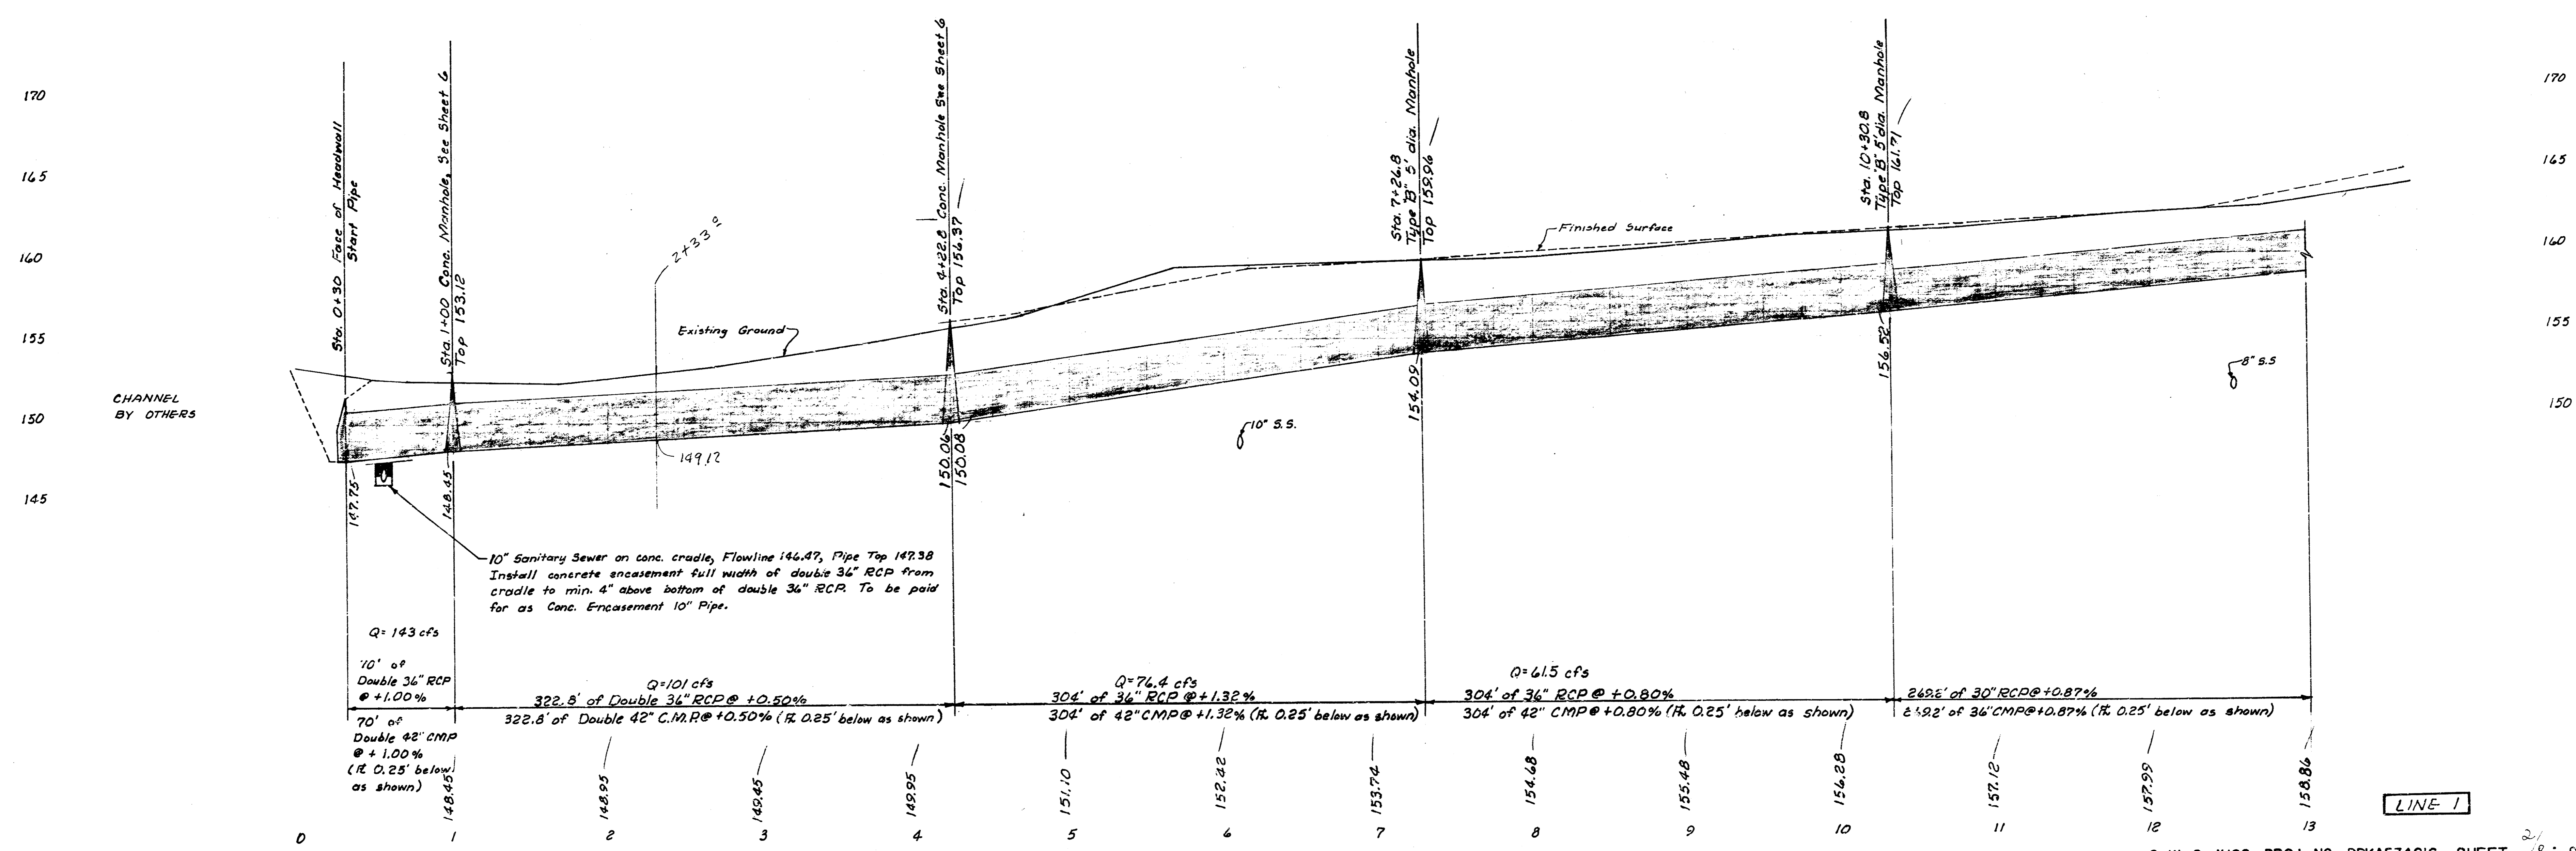 170
165
160
155
150
145
CHANNEL
BY OTHERS
Sta. 0+30 Face of Headwall
Start Pipe
Sta. 1+00 Conc. Manhole, See Sheet 6
Top 153.12
2+33
Existing Ground
149.12
Sta. 4+22.8 Conc. Manhole See Sheet 6
Top 156.37
Sta. 7+26.8
Type "B" 5' dia. Manhole
Top 159.96
Finished Surface
Sta. 10+30.8
Type "B" 5' dia. Manhole
Top 161.71
170
165
160
155
150
147.75
148.45
150.06
150.08
10" S.S.
154.09
156.52
8" S.S
10" Sanitary Sewer on conc. cradle, Flowline 146.47, Pipe Top 147.38
Install concrete encasement full width of double 36" RCP from
cradle to min. 4" above bottom of double 36" RCP. To be paid
for as Conc. Encasement 10" Pipe.
Q= 143 cfs
70' of
Double 36" RCP
@ +1.00%
70' of
Double 42" CMP
@ + 1.00%
(FL 0.25' below
as shown)
Q=101 cfs
322.8' of Double 36" RCP@ +0.50%
322.8' of Double 42" C.M.P.@ +0.50% (FL 0.25' below as shown)
Q=76.4 cfs
304' of 36" RCP @+1.32%
304' of 42" CMP@+1.32% (FL 0.25' below as shown)
Q=61.5 cfs
304' of 36" RCP @ +0.80%
304' of 42" CMP @ +0.80% (FL 0.25' below as shown)
269.2' of 30" RCP@+0.87%
269.2' of 36" CMP@+0.87% (FL 0.25' below as shown)
148.45
148.95
149.45
149.95
151.10
152.42
153.74
154.68
155.48
156.28
157.12
157.99
158.86
LINE 1
0 1 2 3 4 5 6 7 8 9 10 11 12 13